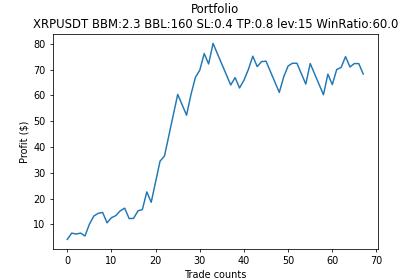 Portfolio
XRPUSDT BBM:2.3 BBL:160 SL:0.4 TP:0.8 lev:15 WinRatio:60.0
80
70
60
50
40
30
20
10
Profit ($)
0 10 20 30 40 50 60 70
Trade counts